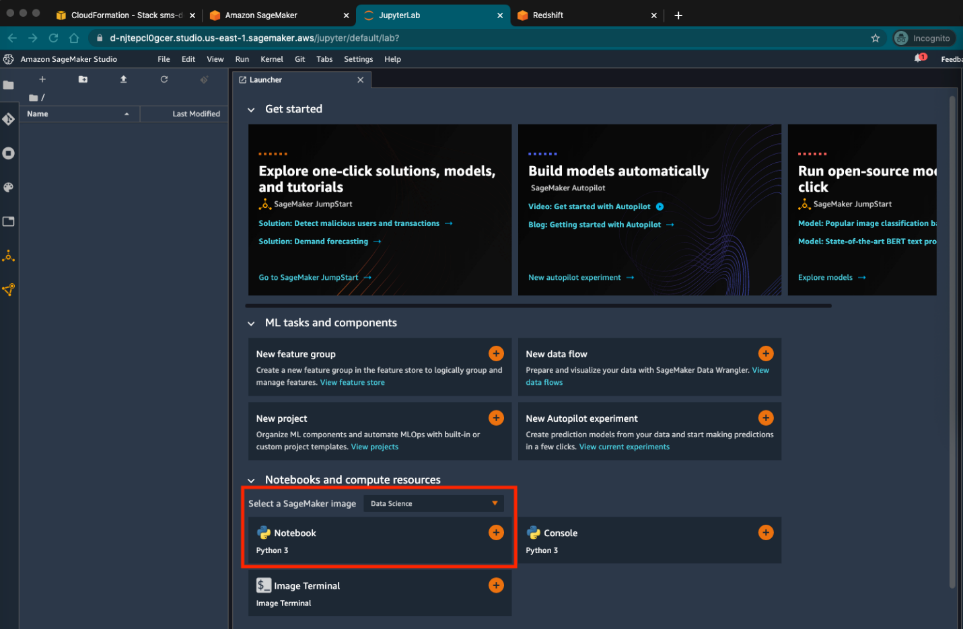 CloudFormation - Stack sms-
Amazon SageMaker
JupyterLab
Redshift
d-njtepcl0gcer.studio.us-east-1.sagemaker.aws/jupyter/default/lab?
Incognito
Amazon SageMaker Studio
File Edit View Run Kernel Git Tabs Settings Help
1
Feedb
/
Name
Last Modified
Launcher
Get started
Explore one-click solutions, models,
and tutorials
SageMaker JumpStart
Solution: Detect malicious users and transactions →
Solution: Demand forecasting →
Go to SageMaker JumpStart →
Build models automatically
SageMaker Autopilot
Video: Get started with Autopilot
Blog: Getting started with Autopilot →
New autopilot experiment →
Run open-source mo
click
SageMaker JumpStart
Model: Popular image classification ba
Model: State-of-the-art BERT text pro
Explore models →
ML tasks and components
New feature group
Create a new feature group in the feature store to logically group and
manage features. View feature store
New data flow
Prepare and visualize your data with SageMaker Data Wrangler. View
data flows
New project
Organize ML components and automate MLOps with built-in or
custom project templates. View projects
New Autopilot experiment
Create prediction models from your data and start making predictions
in a few clicks. View current experiments
Notebooks and compute resources
Select a SageMaker image
Data Science
Notebook
Python 3
Console
Python 3
$_ Image Terminal
Image Terminal